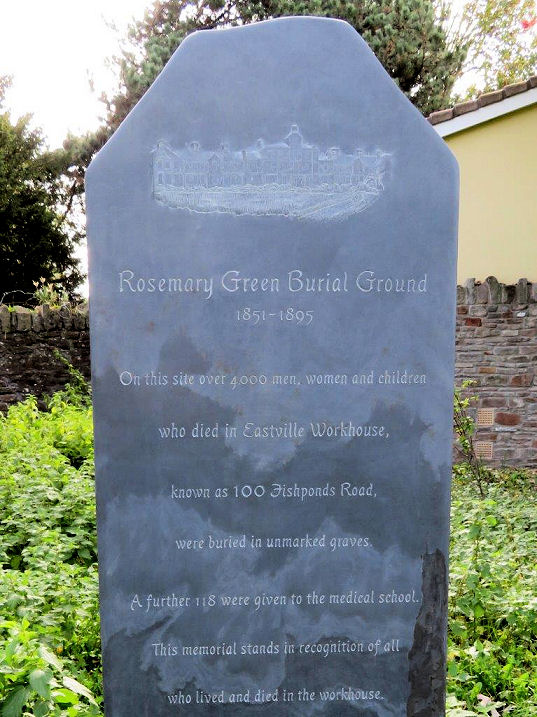 Rosemary Green Burial Ground
1851-1895
On this site over 4000 men, women and children
who died in Eastville Workhouse,
known as 100 Fishponds Road,
were buried in unmarked graves.
A further 118 were given to the medical school.
This memorial stands in recognition of all
who lived and died in the workhouse.